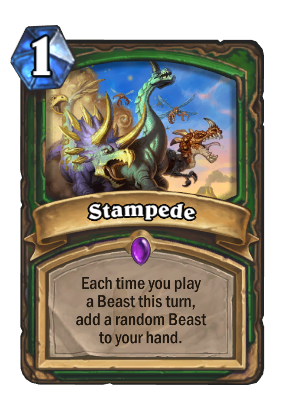 1
Stampede
Each time you play
a Beast this turn,
add a random Beast
to your hand.